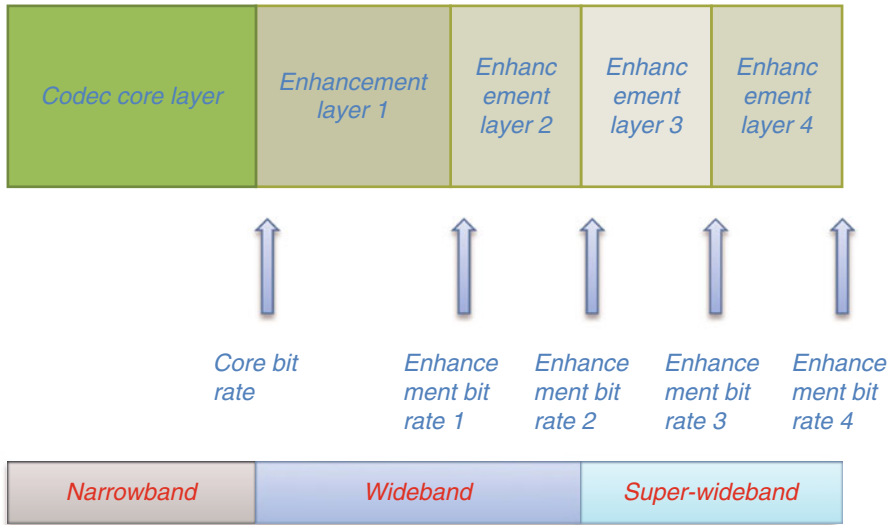 Codec core layer
Enhancement
layer 1
Enhanc
ement
layer 2
Enhanc
ement
layer 3
Enhanc
ement
layer 4
Core bit
rate
Enhance
ment bit
rate 1
Enhance
ment bit
rate 2
Enhance
ment bit
rate 3
Enhance
ment bit
rate 4
Narrowband
Wideband
Super-wideband